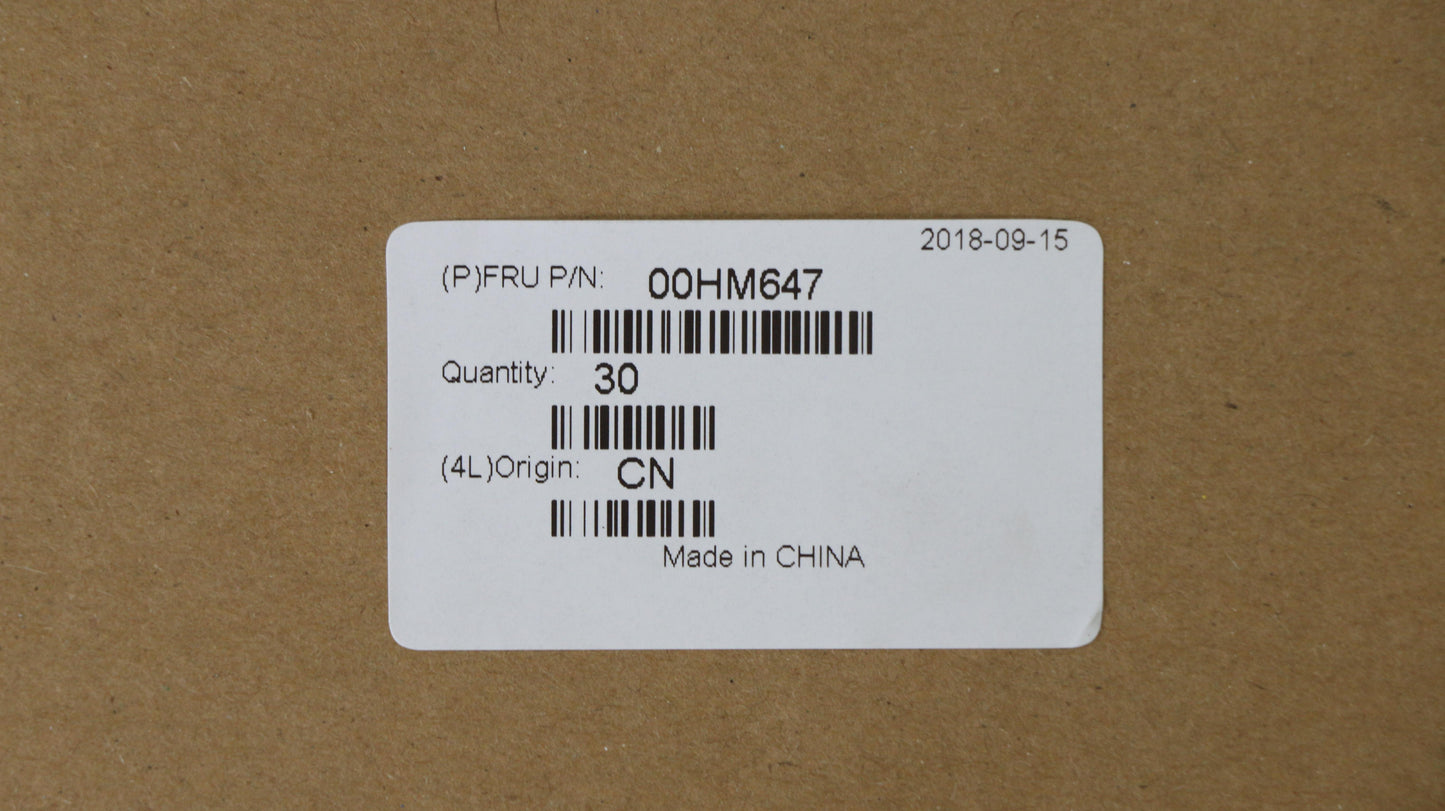 2018-09-15
(P)FRU P/N: 00HM647
Quantity: 30
(4L)Origin: CN
Made in CHINA